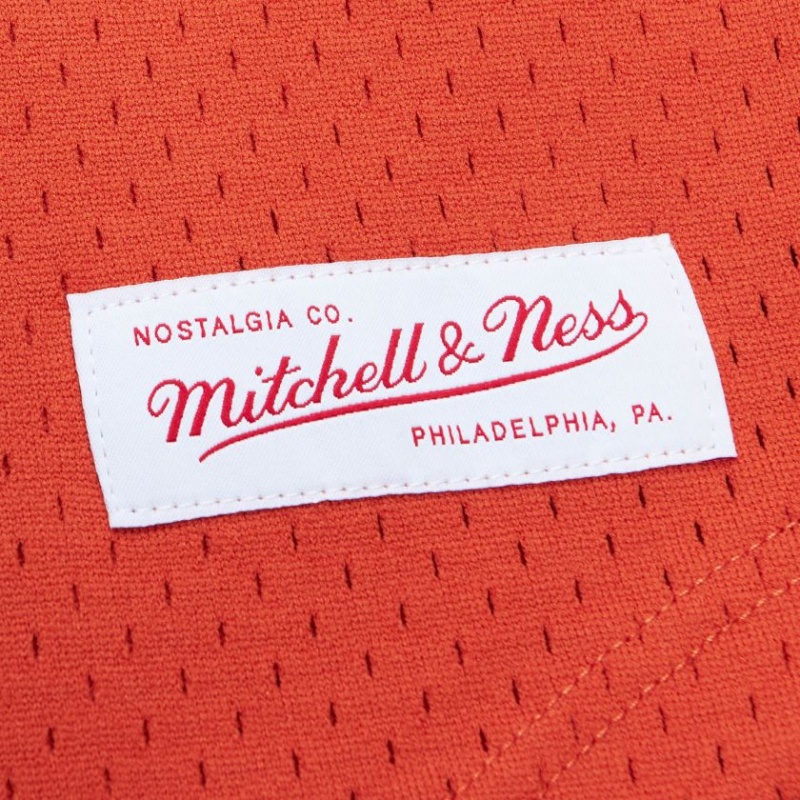 NOSTALGIA CO.
Mitchell & Ness
PHILADELPHIA, PA.